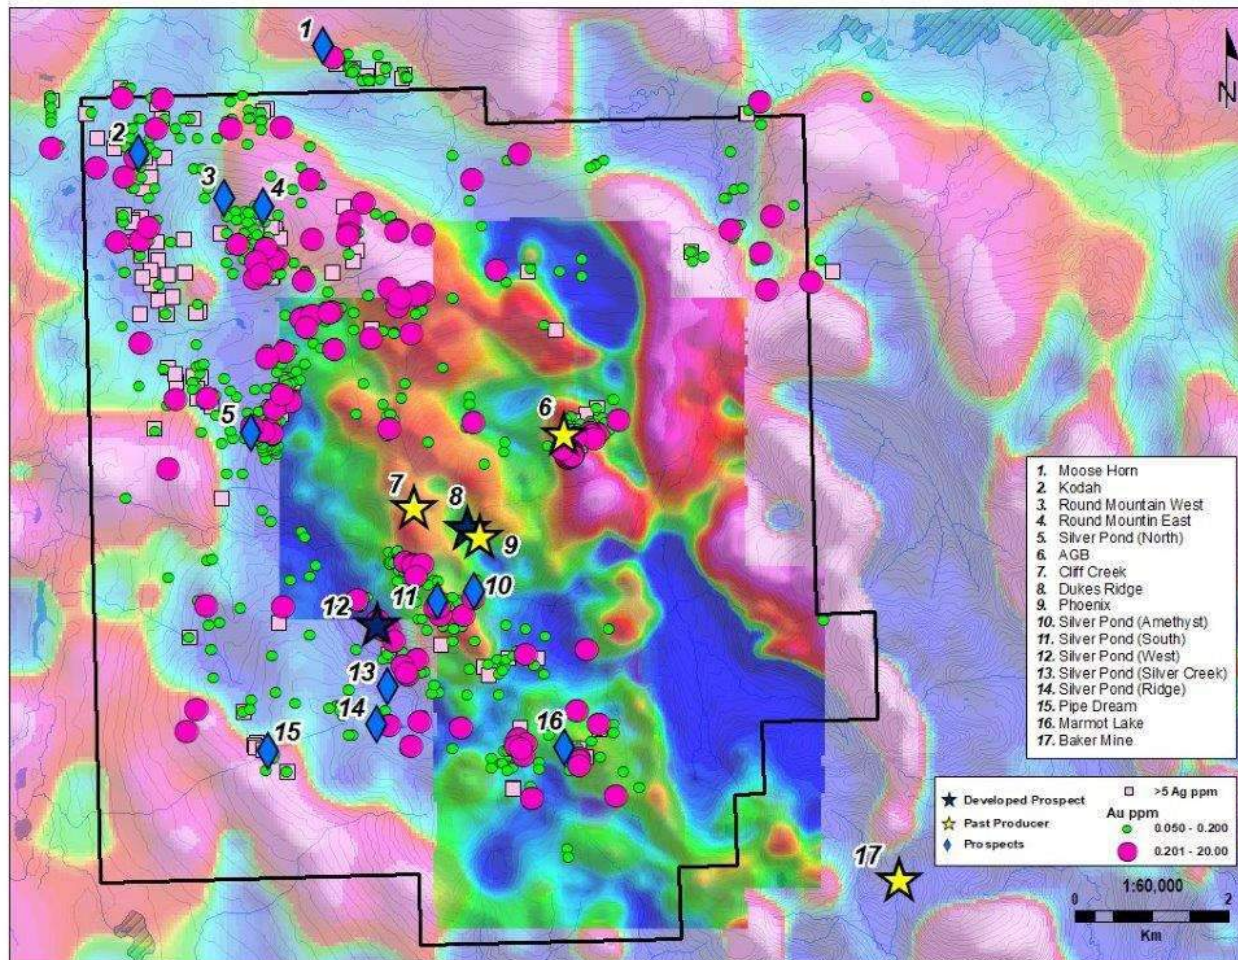 1
N
2
3
4
5
6
7
8
9
10
11
12
13
14
15
16
17
1. Moose Horn
2. Kodah
3. Round Mountain West
4. Round Mountin East
5. Silver Pond (North)
6. AGB
7. Cliff Creek
8. Dukes Ridge
9. Phoenix
10. Silver Pond (Amethyst)
11. Silver Pond (South)
12. Silver Pond (West)
13. Silver Pond (Silver Creek)
14. Silver Pond (Ridge)
15. Pipe Dream
16. Marmot Lake
17. Baker Mine
Developed Prospect
Past Producer
Prospects
>5 Ag ppm
Au ppm
0.050 - 0.200
0.201 - 20.00
1:60,000
0 2
Km